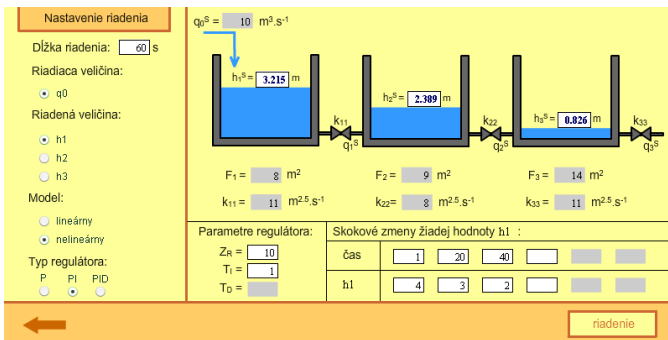 Nastavenie riadenia
Dĺžka riadenia: 60 s
Riadiaca veličina:
q0
Riadená veličina:
h1
h2
h3
Model:
lineárny
nelineárny
Typ regulátora:
P PI PID
q₀ˢ = 10 m³.s⁻¹
h₁ˢ = 3.215 m
h₂ˢ = 2.389 m
h₃ˢ = 0.826 m
k₁₁ k₂₂ k₃₃
q₁ˢ q₂ˢ q₃ˢ
F₁ = 8 m² F₂ = 9 m² F₃ = 14 m²
k₁₁ = 11 m²·⁵.s⁻¹ k₂₂= 8 m²·⁵.s⁻¹ k₃₃ = 11 m²·⁵.s⁻¹
Parametre regulátora:
Z_R = 10
T_I = 1
T_D =
Skokové zmeny žiadej hodnoty h1 :
čas 1 20 40
h1 4 3 2
riadenie